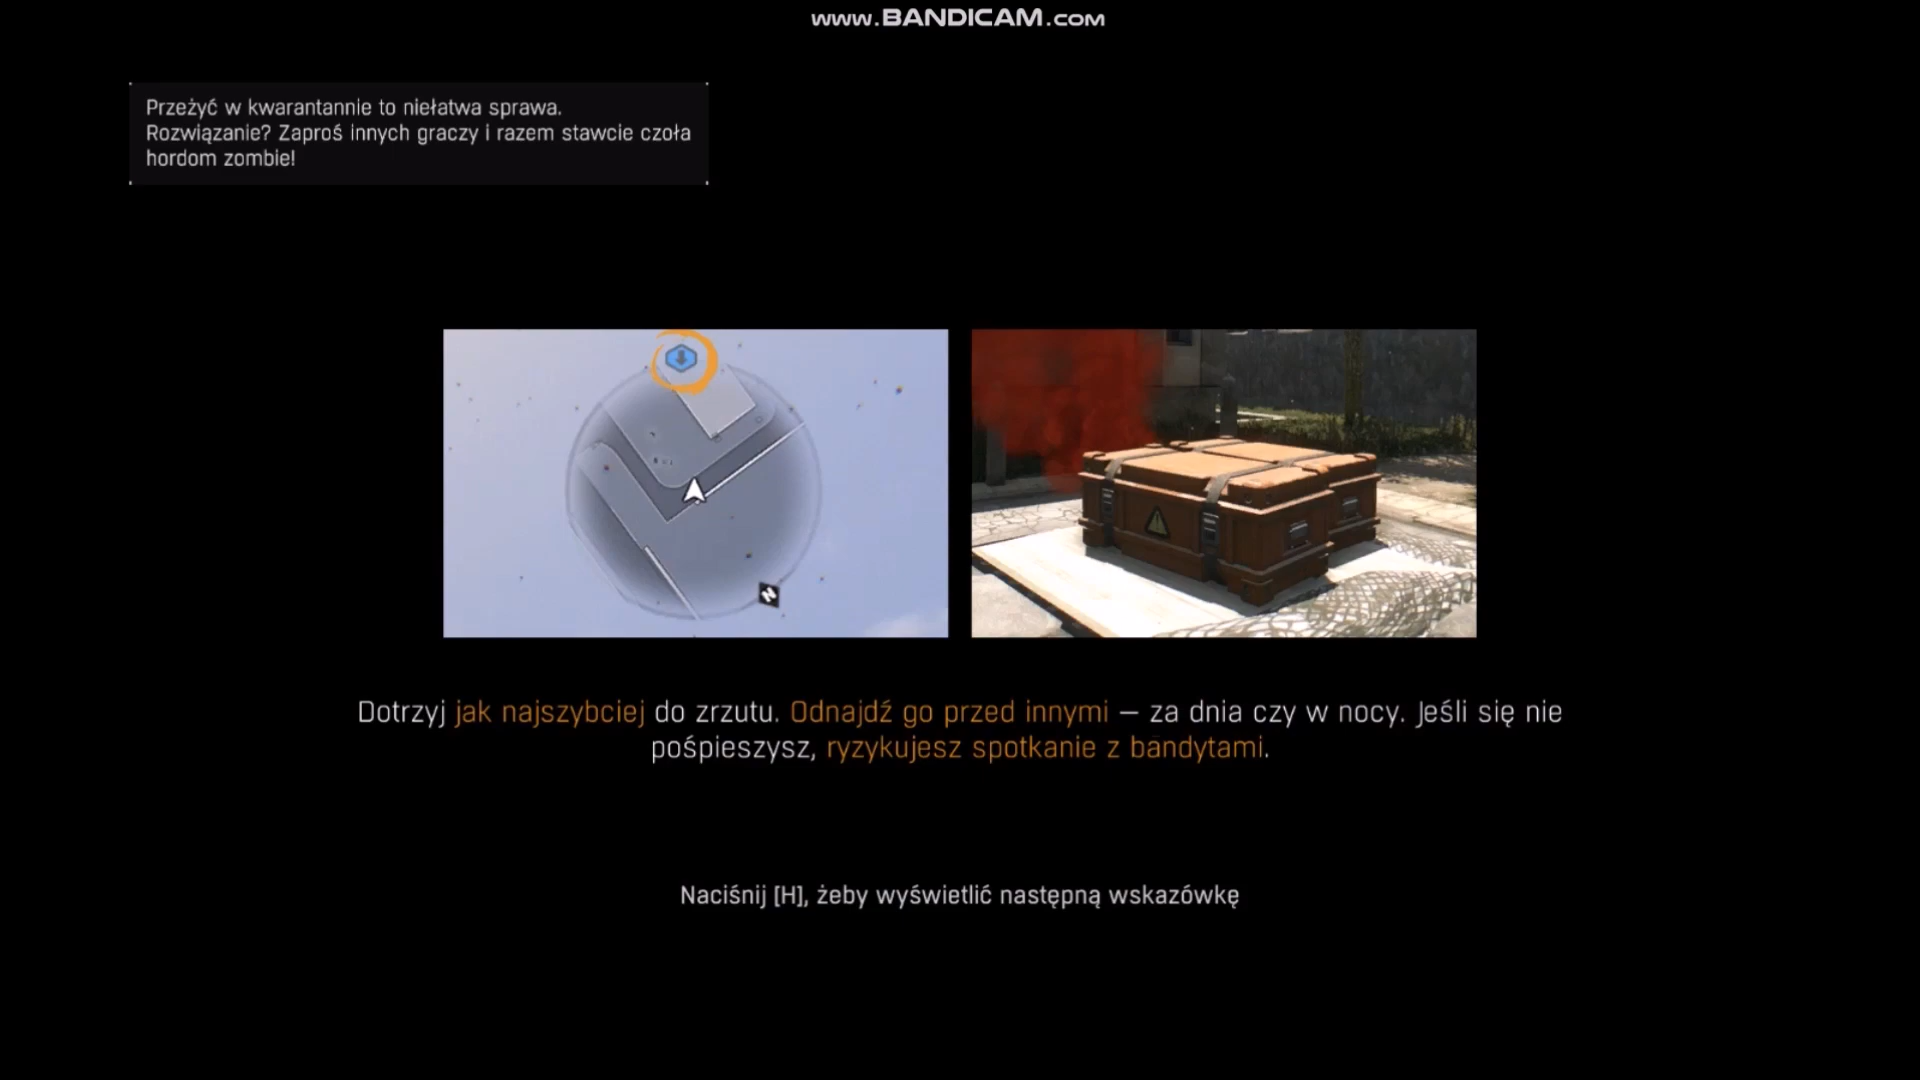 www.BANDICAM.com
Przeżyć w kwarantannie to niełatwa sprawa.
Rozwiązanie? Zaproś innych graczy i razem stawcie czoła
hordom zombie!
N
Dotrzyj jak najszybciej do zrzutu. Odnajdź go przed innymi — za dnia czy w nocy. Jeśli się nie
pośpieszysz, ryzykujesz spotkanie z bandytami.
Naciśnij [H], żeby wyświetlić następną wskazówkę